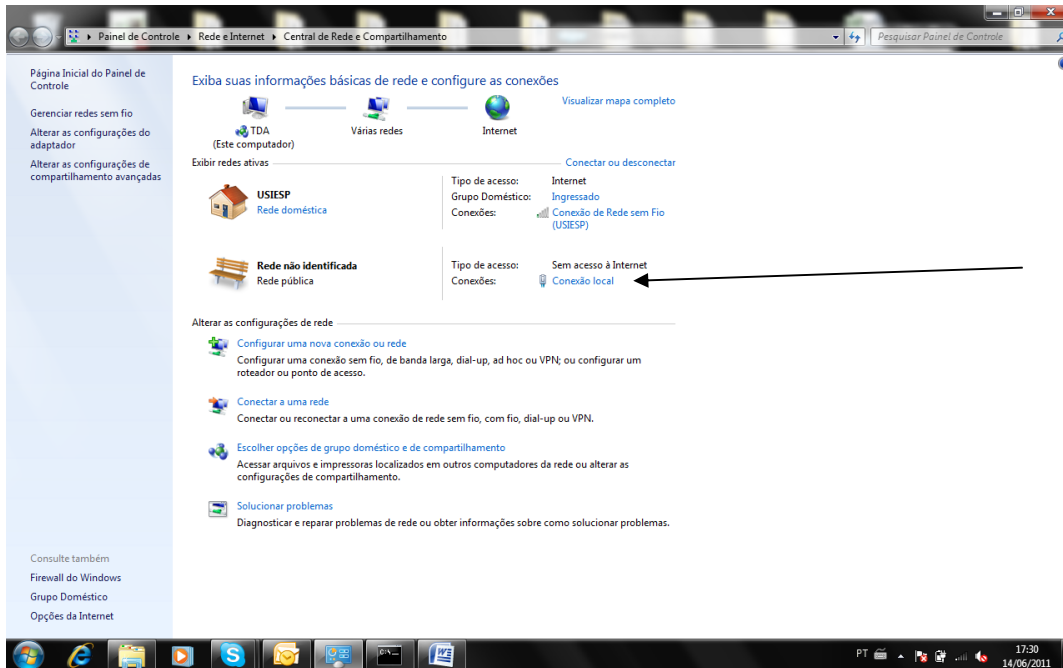 Painel de Controle ▸ Rede e Internet ▸ Central de Rede e Compartilhamento
Pesquisar Painel de Controle
Página Inicial do Painel de
Controle
Gerenciar redes sem fio
Alterar as configurações do
adaptador
Alterar as configurações de
compartilhamento avançadas
Exiba suas informações básicas de rede e configure as conexões
Visualizar mapa completo
TDA
(Este computador)
Várias redes
Internet
Exibir redes ativas
Conectar ou desconectar
USIESP
Rede doméstica
Tipo de acesso: Internet
Grupo Doméstico: Ingressado
Conexões: Conexão de Rede sem Fio
(USIESP)
Rede não identificada
Rede pública
Tipo de acesso: Sem acesso à Internet
Conexões: Conexão local
Alterar as configurações de rede
Configurar uma nova conexão ou rede
Configurar uma conexão sem fio, de banda larga, dial-up, ad hoc ou VPN; ou configurar um
roteador ou ponto de acesso.
Conectar a uma rede
Conectar ou reconectar a uma conexão de rede sem fio, com fio, dial-up ou VPN.
Escolher opções de grupo doméstico e de compartilhamento
Acessar arquivos e impressoras localizados em outros computadores da rede ou alterar as
configurações de compartilhamento.
Solucionar problemas
Diagnosticar e reparar problemas de rede ou obter informações sobre como solucionar problemas.
Consulte também
Firewall do Windows
Grupo Doméstico
Opções da Internet
PT
17:30
14/06/2011